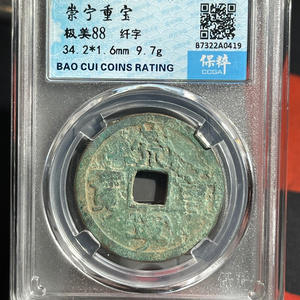 崇宁重宝
极美88 纤字
34.2*1.6mm 9.7g
BAO CUI COINS RATING
B7322A0419
保粹
CCGA